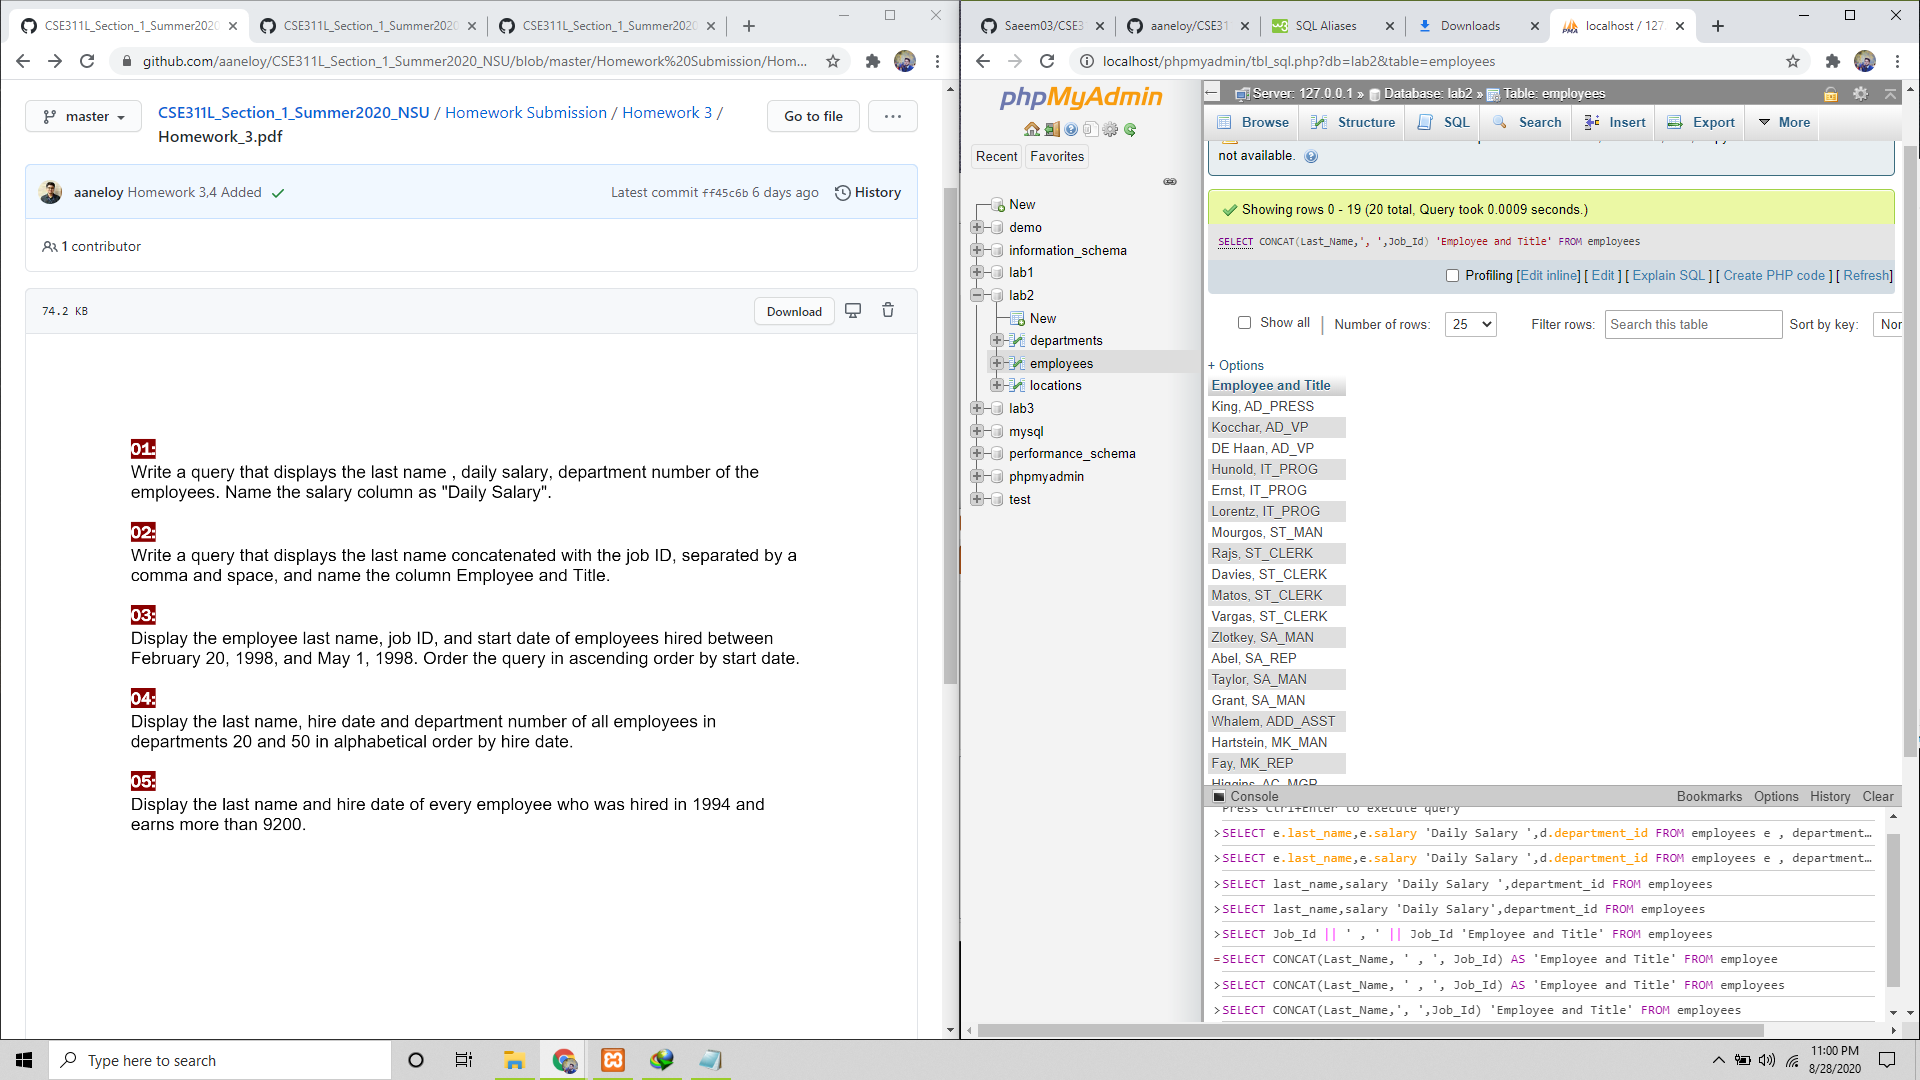 CSE311L_Section_1_Summer2020
CSE311L_Section_1_Summer2020
CSE311L_Section_1_Summer2020
github.com/aaneloy/CSE311L_Section_1_Summer2020_NSU/blob/master/Homework%20Submission/Hom...
master
CSE311L_Section_1_Summer2020_NSU / Homework Submission / Homework 3 /
Homework_3.pdf
Go to file
...
aaneloy Homework 3,4 Added
Latest commit ff45c6b 6 days ago
History
1 contributor
74.2 KB
Download
01:
Write a query that displays the last name , daily salary, department number of the
employees. Name the salary column as "Daily Salary".
02:
Write a query that displays the last name concatenated with the job ID, separated by a
comma and space, and name the column Employee and Title.
03:
Display the employee last name, job ID, and start date of employees hired between
February 20, 1998, and May 1, 1998. Order the query in ascending order by start date.
04:
Display the last name, hire date and department number of all employees in
departments 20 and 50 in alphabetical order by hire date.
05:
Display the last name and hire date of every employee who was hired in 1994 and
earns more than 9200.
Saeem03/CSE3
aaneloy/CSE31
SQL Aliases
Downloads
localhost / 127.
localhost/phpmyadmin/tbl_sql.php?db=lab2&table=employees
phpMyAdmin
Recent
Favorites
New
demo
information_schema
lab1
lab2
New
departments
employees
locations
lab3
mysql
performance_schema
phpmyadmin
test
Server: 127.0.0.1 » Database: lab2 » Table: employees
Browse
Structure
SQL
Search
Insert
Export
More
not available.
Showing rows 0 - 19 (20 total, Query took 0.0009 seconds.)
SELECT CONCAT(Last_Name,', ',Job_Id) 'Employee and Title' FROM employees
Profiling [Edit inline] [ Edit ] [ Explain SQL ] [ Create PHP code ] [ Refresh]
Show all
Number of rows:
25
Filter rows:
Search this table
Sort by key:
Nor
+ Options
Employee and Title
King, AD_PRESS
Kocchar, AD_VP
DE Haan, AD_VP
Hunold, IT_PROG
Ernst, IT_PROG
Lorentz, IT_PROG
Mourgos, ST_MAN
Rajs, ST_CLERK
Davies, ST_CLERK
Matos, ST_CLERK
Vargas, ST_CLERK
Zlotkey, SA_MAN
Abel, SA_REP
Taylor, SA_MAN
Grant, SA_MAN
Whalem, ADD_ASST
Hartstein, MK_MAN
Fay, MK_REP
Higgins, AC_MGR
Console
Bookmarks
Options
History
Clear
Press Ctrl+Enter to execute query
>SELECT e.last_name,e.salary 'Daily Salary ',d.department_id FROM employees e , department...
>SELECT e.last_name,e.salary 'Daily Salary ',d.department_id FROM employees e , department...
>SELECT last_name,salary 'Daily Salary ',department_id FROM employees
>SELECT last_name,salary 'Daily Salary',department_id FROM employees
>SELECT Job_Id || ' , ' || Job_Id 'Employee and Title' FROM employees
=SELECT CONCAT(Last_Name, ' , ', Job_Id) AS 'Employee and Title' FROM employee
>SELECT CONCAT(Last_Name, ' , ', Job_Id) AS 'Employee and Title' FROM employees
>SELECT CONCAT(Last_Name,', ',Job_Id) 'Employee and Title' FROM employees
Type here to search
11:00 PM
8/28/2020